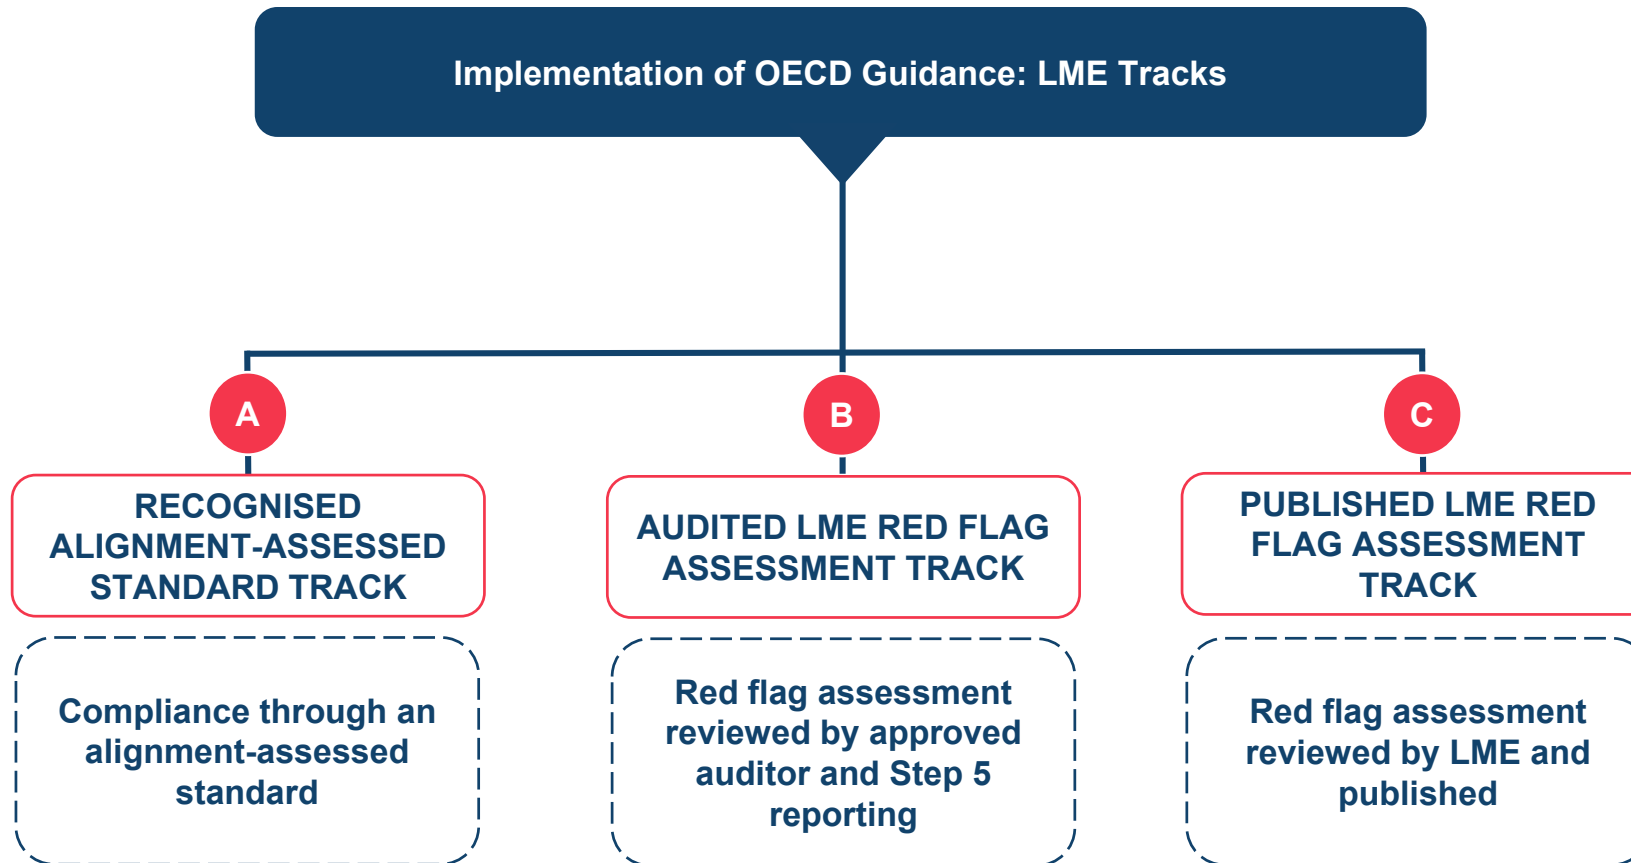 Implementation of OECD Guidance: LME Tracks
A
RECOGNISED
ALIGNMENT-ASSESSED
STANDARD TRACK
Compliance through an
alignment-assessed
standard
B
AUDITED LME RED FLAG
ASSESSMENT TRACK
Red flag assessment
reviewed by approved
auditor and Step 5
reporting
C
PUBLISHED LME RED
FLAG ASSESSMENT
TRACK
Red flag assessment
reviewed by LME and
published